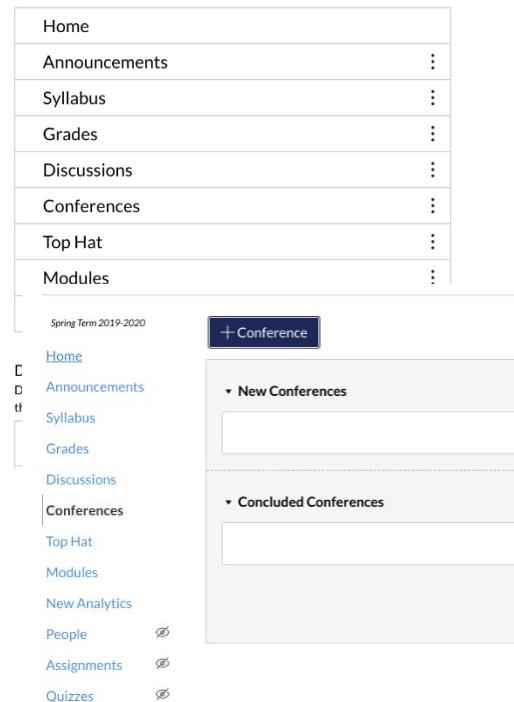 Home
Announcements
Syllabus
Grades
Discussions
Conferences
Top Hat
Modules
Spring Term 2019-2020
Home
Announcements
Syllabus
Grades
Discussions
Conferences
Top Hat
Modules
New Analytics
People
Assignments
Quizzes
+ Conference
New Conferences
Concluded Conferences